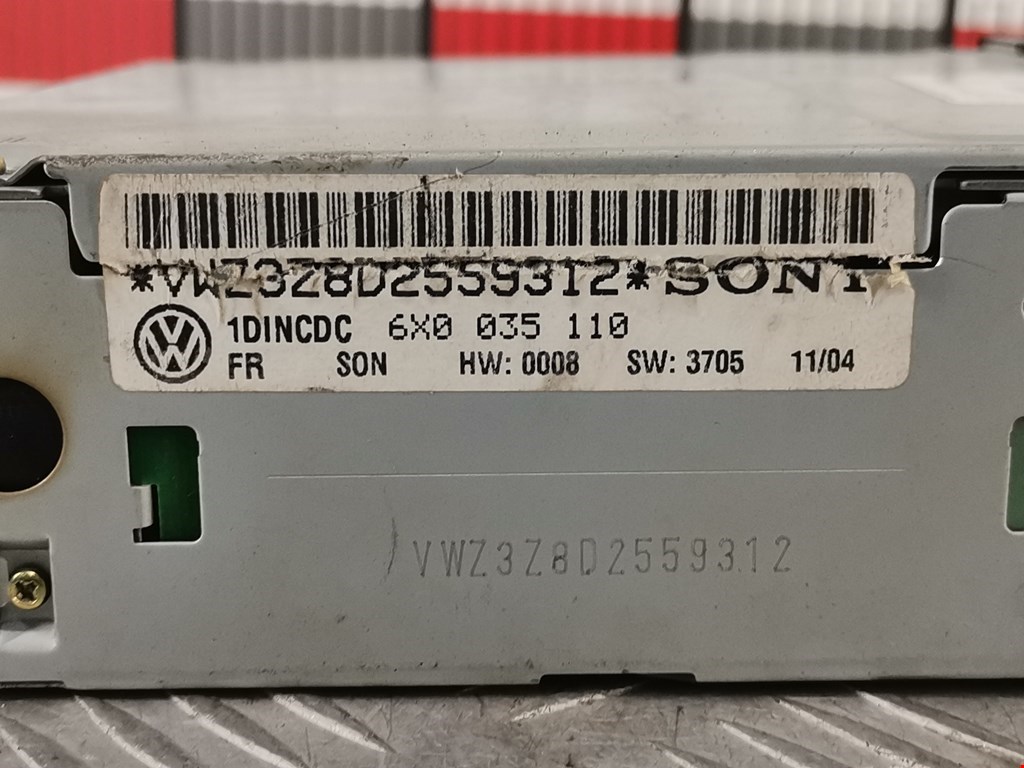 *VWZ3Z8D2559312* SONY
1DINCDC 6X0 035 110
FR SON HW: 0008 SW: 3705 11/04
VWZ3Z8D2559312